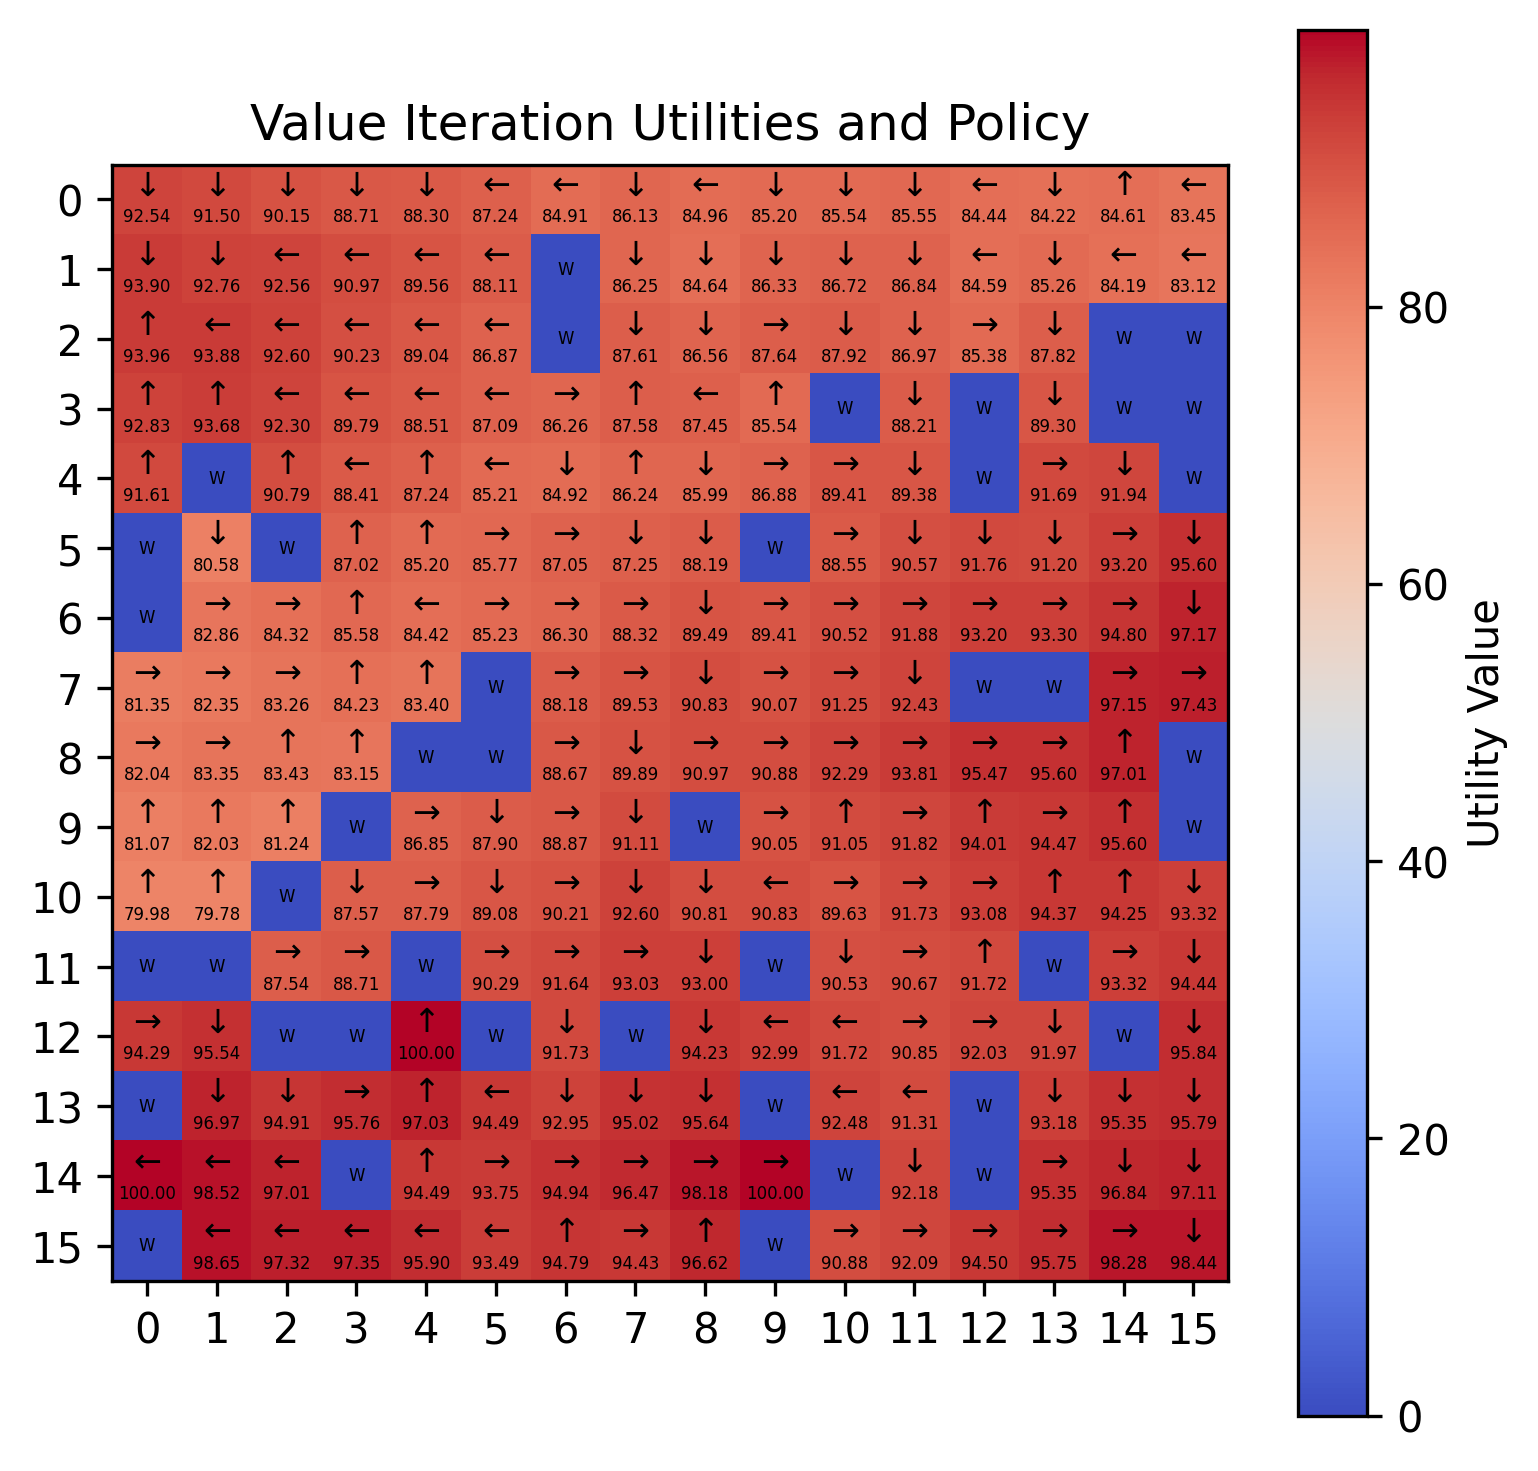 Value Iteration Utilities and Policy
0 ↓ ↓ ↓ ↓ ↓ ← ← ↓ ← ↓ ↓ ↓ ← ↓ ↑ ←
92.54 91.50 90.15 88.71 88.30 87.24 84.91 86.13 84.96 85.20 85.54 85.55 84.44 84.22 84.61 83.45
1 ↓ ↓ ← ← ← ← W ↓ ↓ ↓ ↓ ↓ ← ↓ ← ←
93.90 92.76 92.56 90.97 89.56 88.11 86.25 84.64 86.33 86.72 86.84 84.59 85.26 84.19 83.12
2 ↑ ← ← ← ← ← W ↓ ↓ → ↓ ↓ → ↓ W W
93.96 93.88 92.60 90.23 89.04 86.87 87.61 86.56 87.64 87.92 86.97 85.38 87.82
3 ↑ ↑ ← ← ← ← → ↑ ← ↑ W ↓ W ↓ W W
92.83 93.68 92.30 89.79 88.51 87.09 86.26 87.58 87.45 85.54 88.21 89.30
4 ↑ W ↑ ← ↑ ← ↓ ↑ ↓ → → ↓ W → ↓ W
91.61 90.79 88.41 87.24 85.21 84.92 86.24 85.99 86.88 89.41 89.38 91.69 91.94
5 W ↓ W ↑ ↑ → → ↓ ↓ W → ↓ ↓ ↓ → ↓
80.58 87.02 85.20 85.77 87.05 87.25 88.19 88.55 90.57 91.76 91.20 93.20 95.60
6 W → → ↑ ← → → → ↓ → → → → → → ↓
82.86 84.32 85.58 84.42 85.23 86.30 88.32 89.49 89.41 90.52 91.88 93.20 93.30 94.80 97.17
7 → → → ↑ ↑ W → → ↓ → → ↓ W W → →
81.35 82.35 83.26 84.23 83.40 88.18 89.53 90.83 90.07 91.25 92.43 97.15 97.43
8 → → ↑ ↑ W W → ↓ → → → → → → ↑ W
82.04 83.35 83.43 83.15 88.67 89.89 90.97 90.88 92.29 93.81 95.47 95.60 97.01
9 ↑ ↑ ↑ W → ↓ → ↓ W → ↑ → ↑ → ↑ W
81.07 82.03 81.24 86.85 87.90 88.87 91.11 90.05 91.05 91.82 94.01 94.47 95.60
10 ↑ ↑ W ↓ → ↓ → ↓ ↓ ← → → → ↑ ↑ ↓
79.98 79.78 87.57 87.79 89.08 90.21 92.60 90.81 90.83 89.63 91.73 93.08 94.37 94.25 93.32
11 W W → → W → → → ↓ W ↓ → ↑ W → ↓
87.54 88.71 90.29 91.64 93.03 93.00 90.53 90.67 91.72 93.32 94.44
12 → ↓ W W ↑ W ↓ W ↓ ← ← → → ↓ W ↓
94.29 95.54 100.00 91.73 94.23 92.99 91.72 90.85 92.03 91.97 95.84
13 W ↓ ↓ → ↑ ← ↓ ↓ ↓ W ← ← W ↓ ↓ ↓
96.97 94.91 95.76 97.03 94.49 92.95 95.02 95.64 92.48 91.31 93.18 95.35 95.79
14 ← ← ← W ↑ → → → → → W ↓ W → ↓ ↓
100.00 98.52 97.01 94.49 93.75 94.94 96.47 98.18 100.00 92.18 95.35 96.84 97.11
15 W ← ← ← ← ← ↑ → ↑ W → → → → → ↓
98.65 97.32 97.35 95.90 93.49 94.79 94.43 96.62 90.88 92.09 94.50 95.75 98.28 98.44
0 1 2 3 4 5 6 7 8 9 10 11 12 13 14 15
80
60
40
20
0
Utility Value